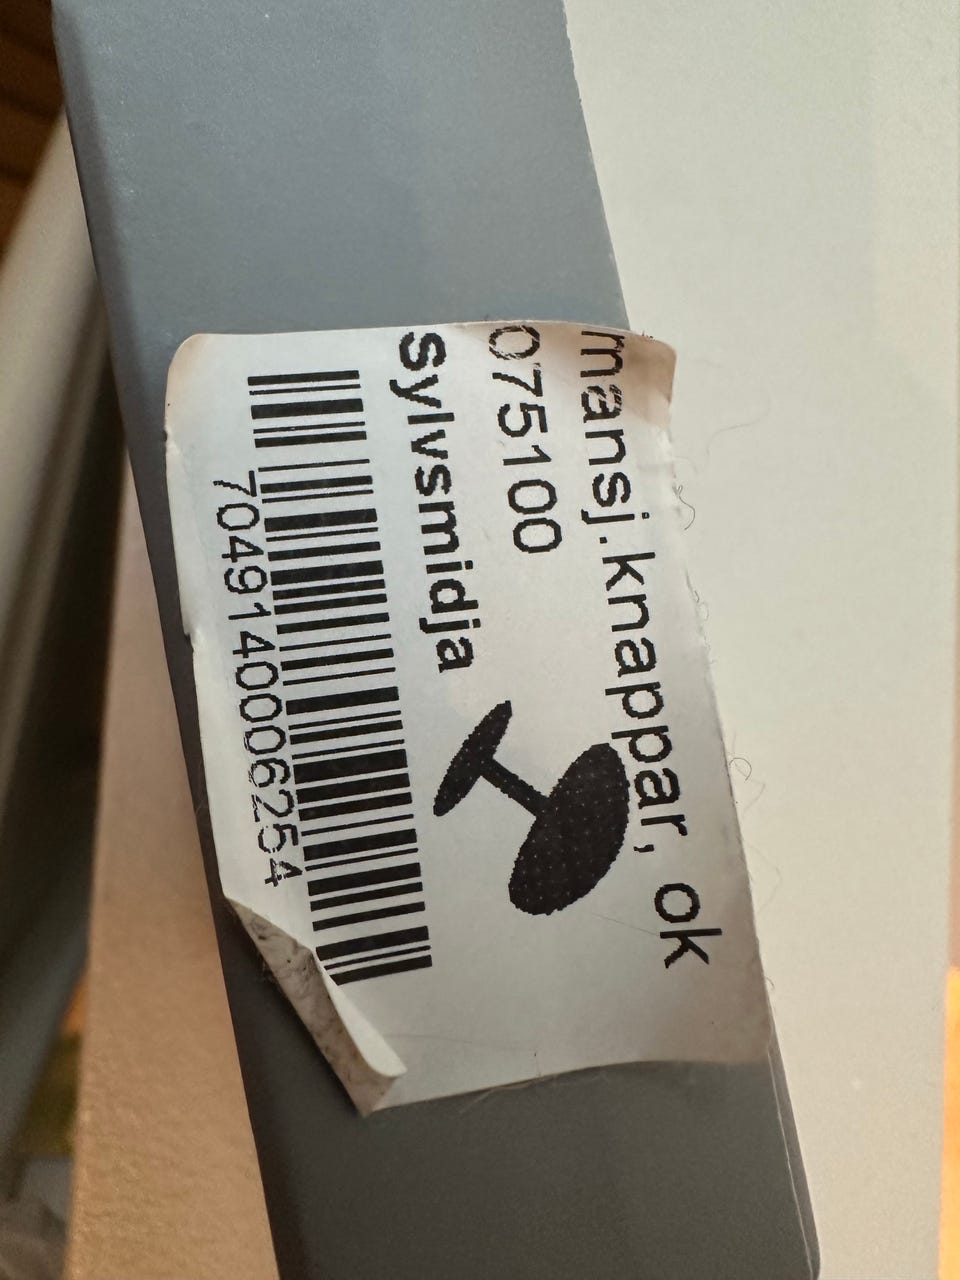 mansj.knappar, ok
075100
Sylvsmidja
7049140006254